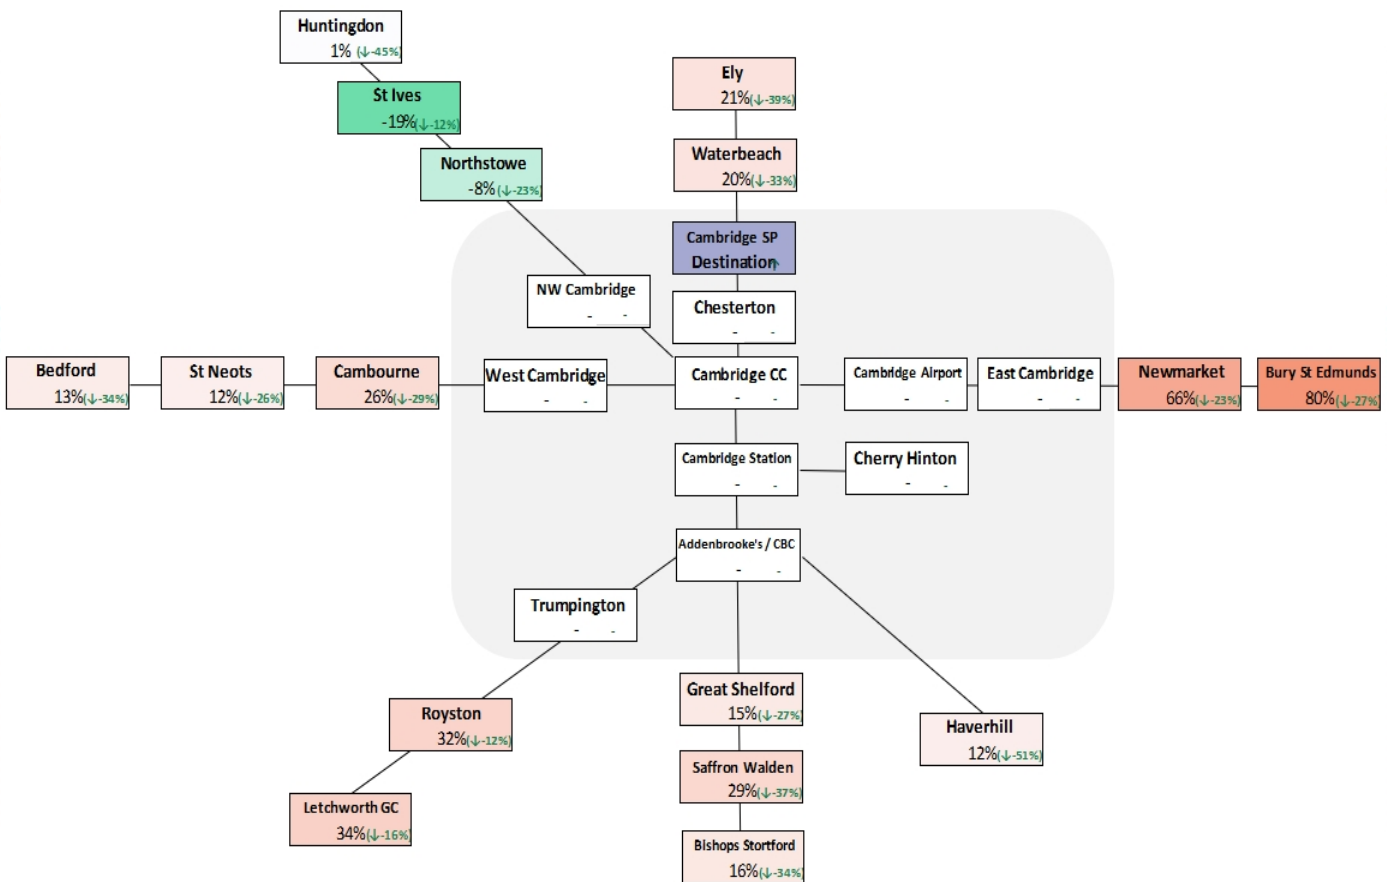 Huntingdon
1% (↓-45%)
St Ives
-19%(↓-12%)
Northstowe
-8%(↓-23%)
Ely
21%(↓-39%)
Waterbeach
20%(↓-33%)
Cambridge SP
Destination↑
NW Cambridge
- -
Chesterton
- -
Bedford
13%(↓-34%)
St Neots
12%(↓-26%)
Cambourne
26%(↓-29%)
West Cambridge
- -
Cambridge CC
- -
Cambridge Airport
- -
East Cambridge
- -
Newmarket
66%(↓-23%)
Bury St Edmunds
80%(↓-27%)
Cambridge Station
- -
Cherry Hinton
- -
Addenbrooke's / CBC
- -
Trumpington
- -
Great Shelford
15%(↓-27%)
Royston
32%(↓-12%)
Haverhill
12%(↓-51%)
Saffron Walden
29%(↓-37%)
Letchworth GC
34%(↓-16%)
Bishops Stortford
16%(↓-34%)